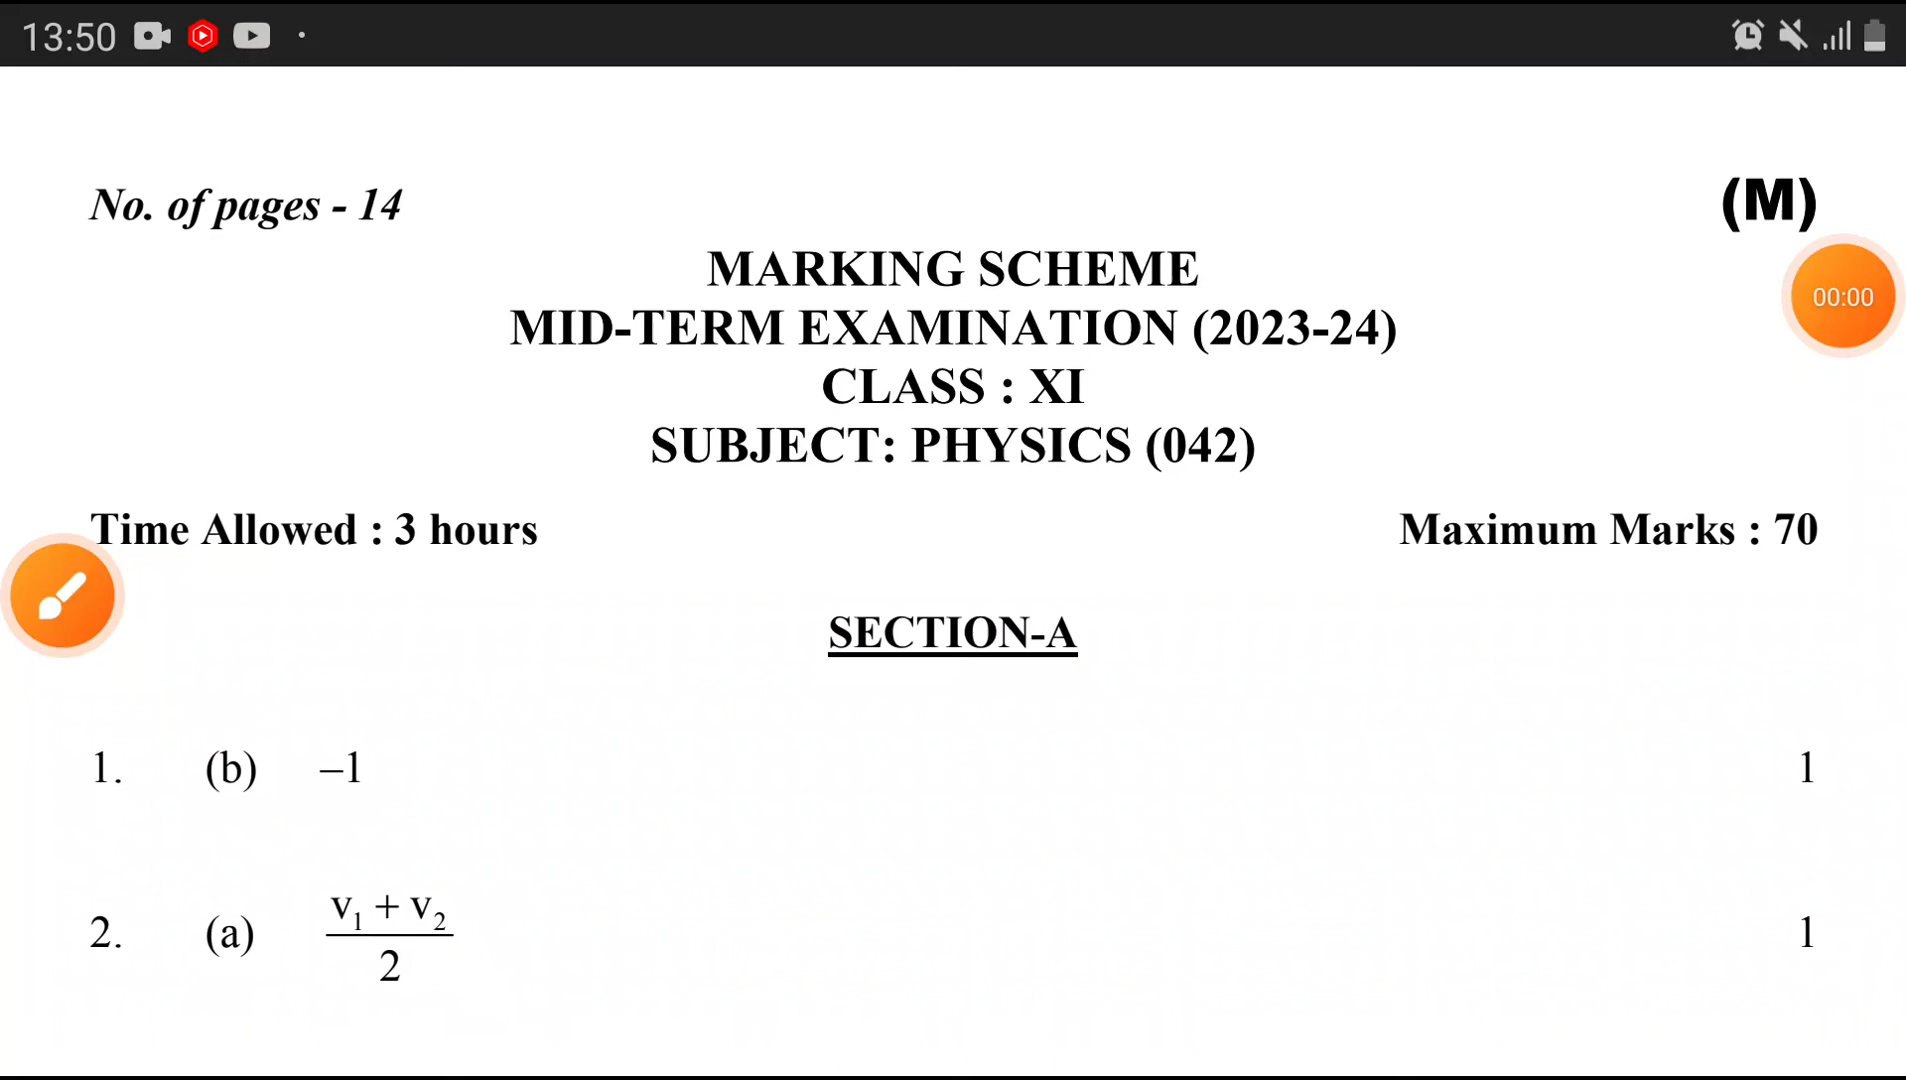 13:50
No. of pages - 14
(M)
MARKING SCHEME
00:00
MID-TERM EXAMINATION (2023-24)
CLASS : XI
SUBJECT: PHYSICS (042)
Time Allowed : 3 hours Maximum Marks : 70
SECTION-A
1. (b) –1 1
2. (a) (v₁ + v₂)/2 1